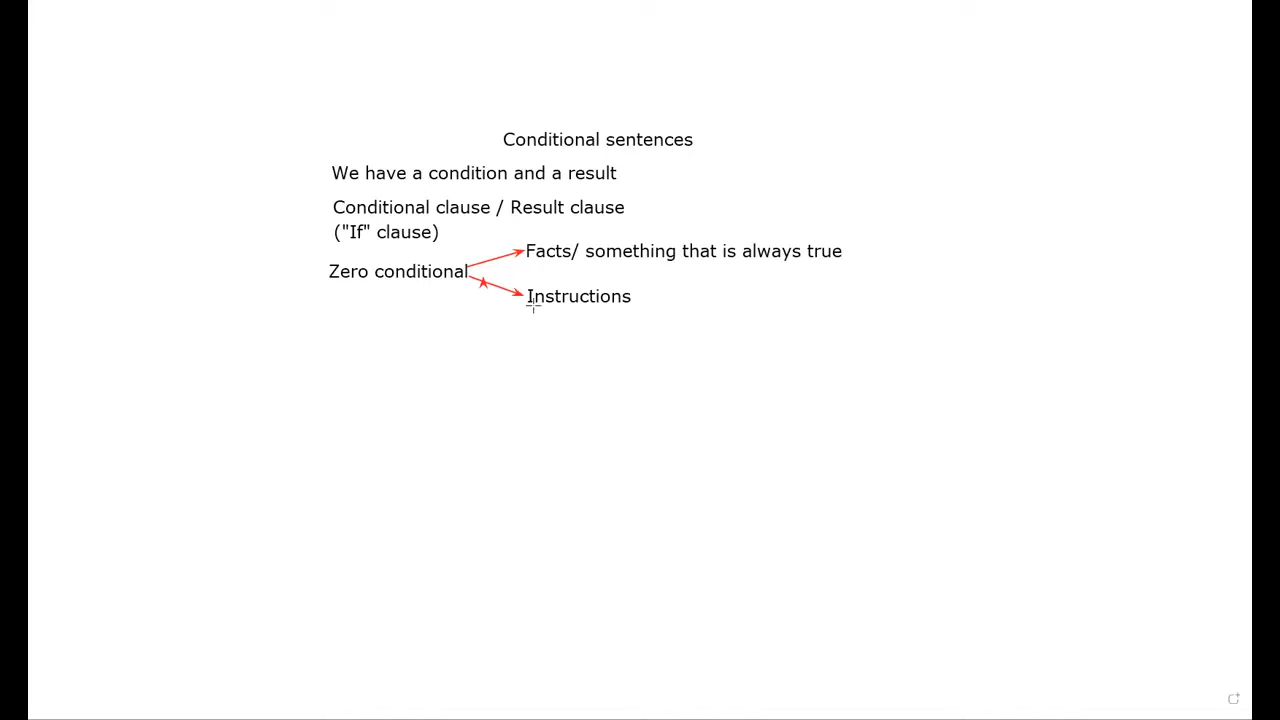 Conditional sentences
We have a condition and a result
Conditional clause / Result clause
("If" clause)
Facts/ something that is always true
Zero conditional
Instructions